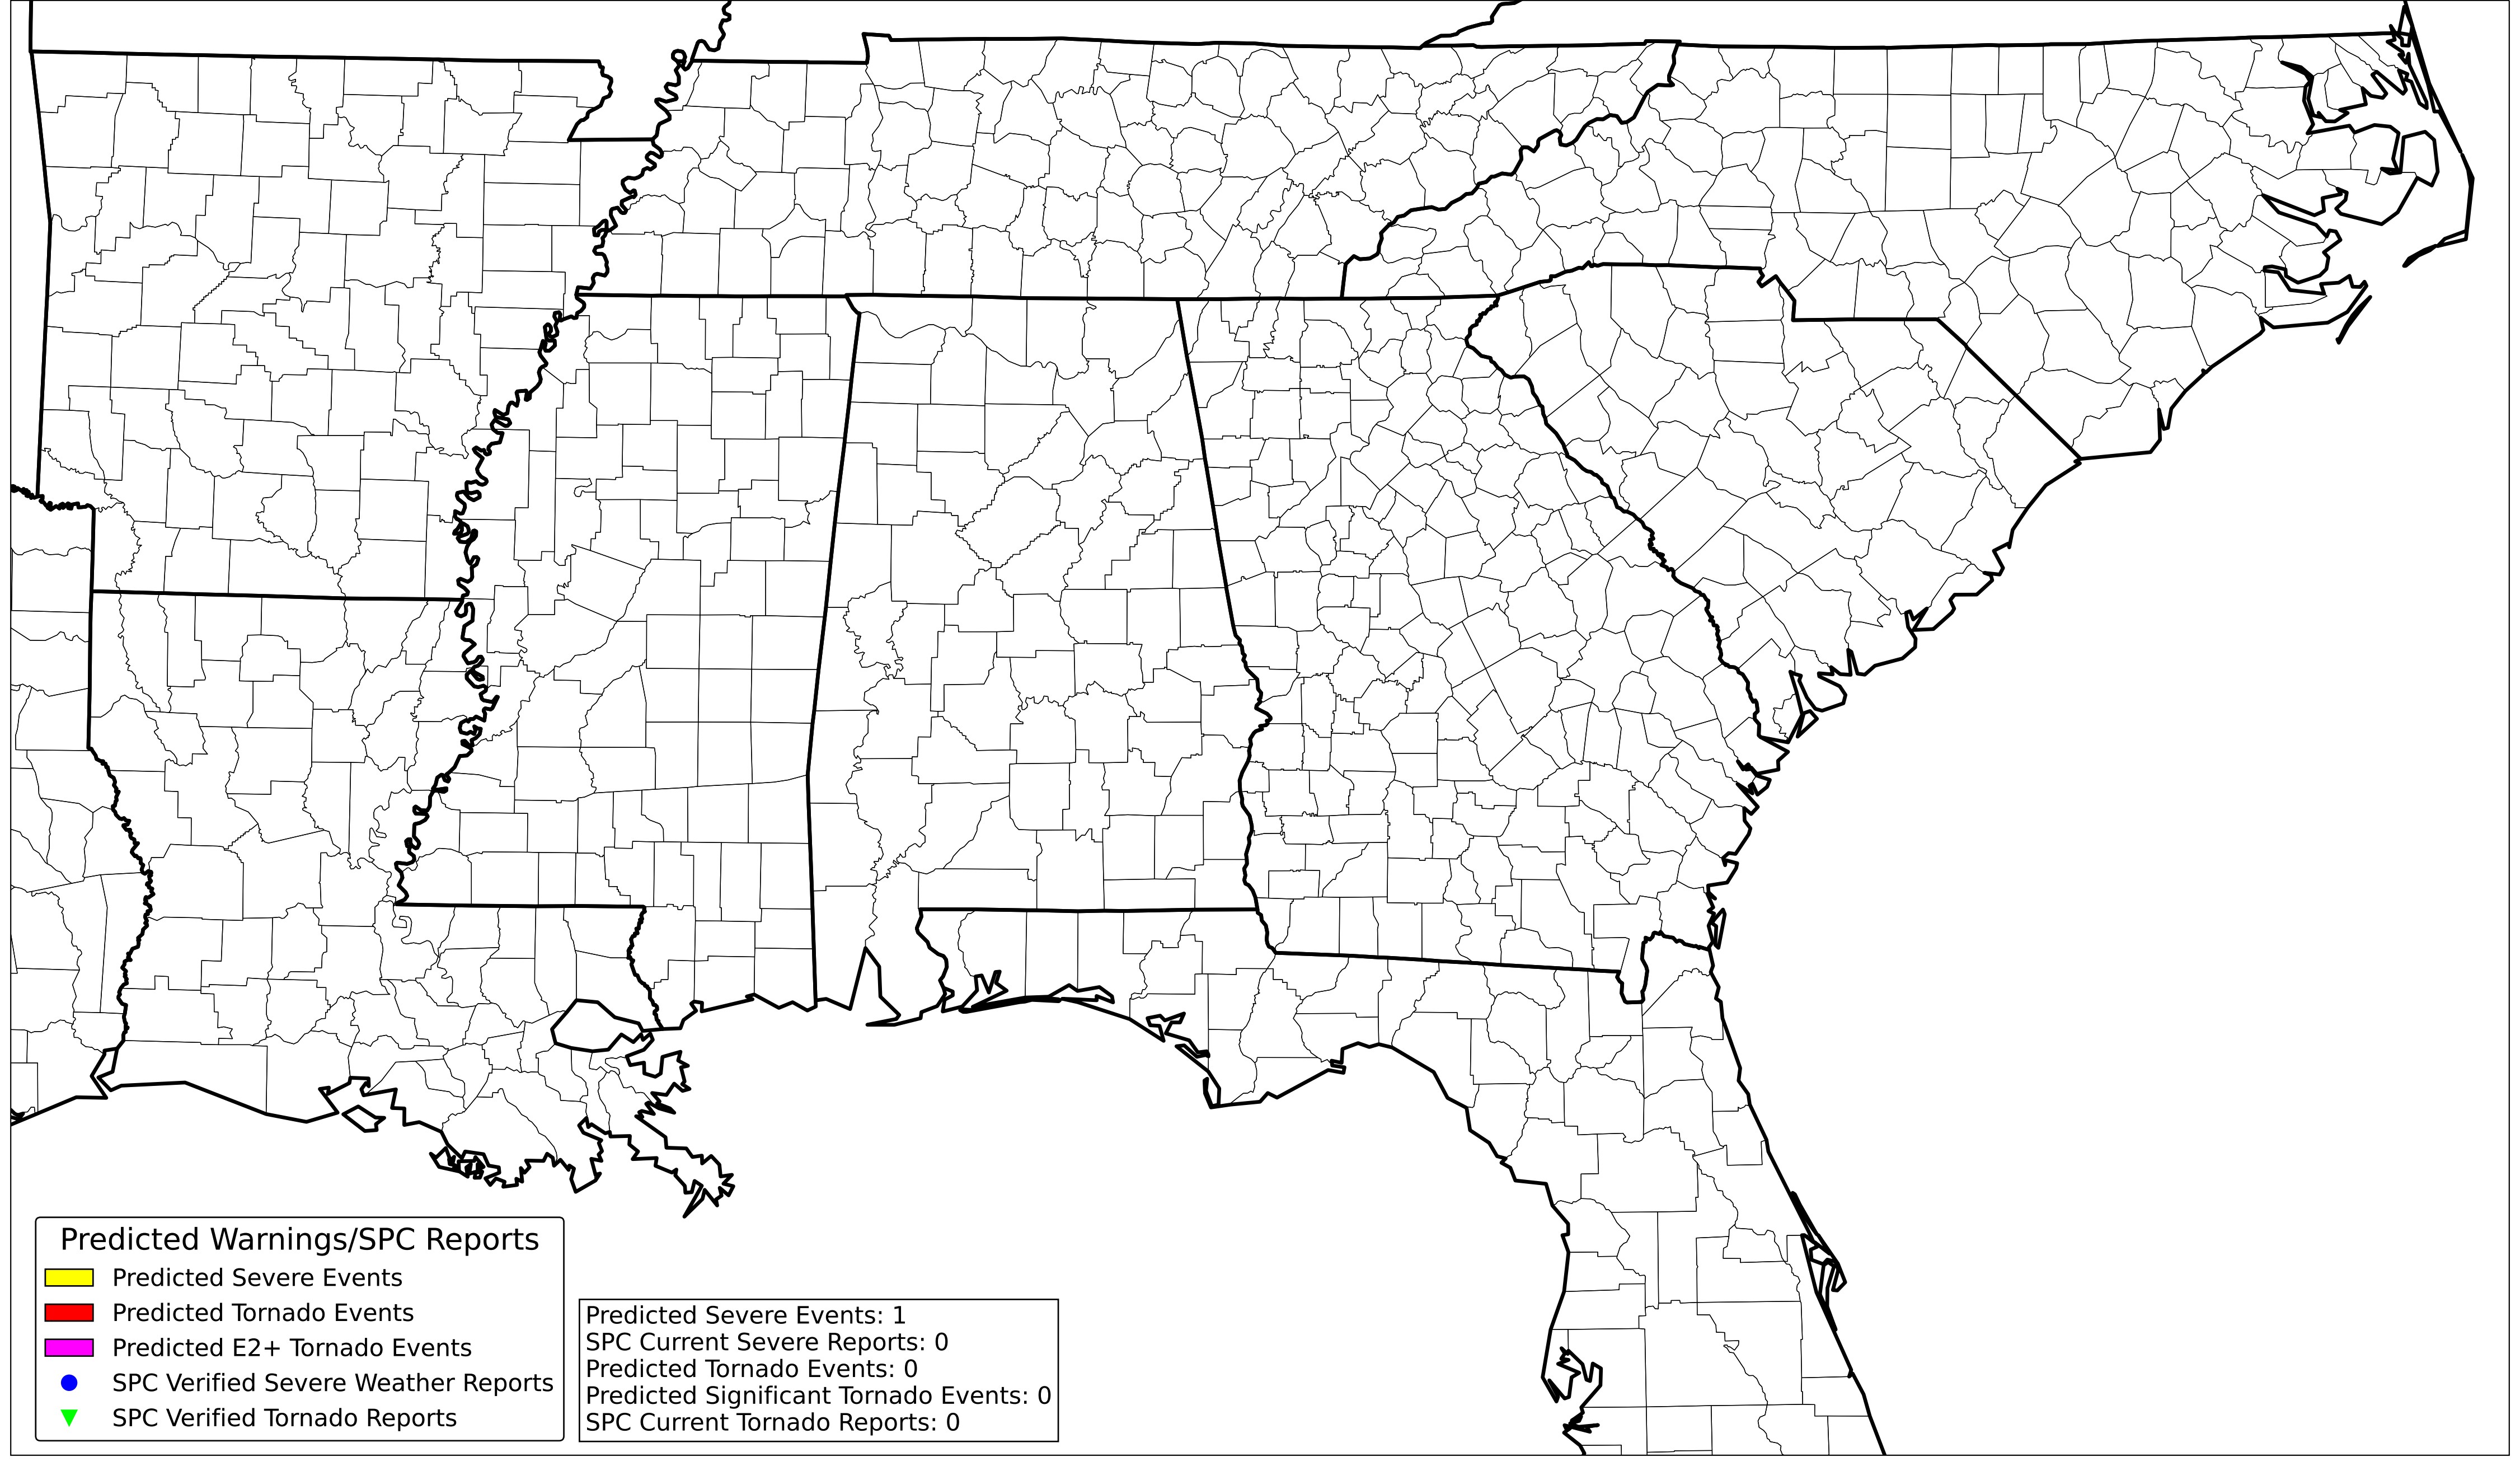 Predicted Warnings/SPC Reports
Predicted Severe Events
Predicted Tornado Events
Predicted E2+ Tornado Events
SPC Verified Severe Weather Reports
SPC Verified Tornado Reports
Predicted Severe Events: 1
SPC Current Severe Reports: 0
Predicted Tornado Events: 0
Predicted Significant Tornado Events: 0
SPC Current Tornado Reports: 0